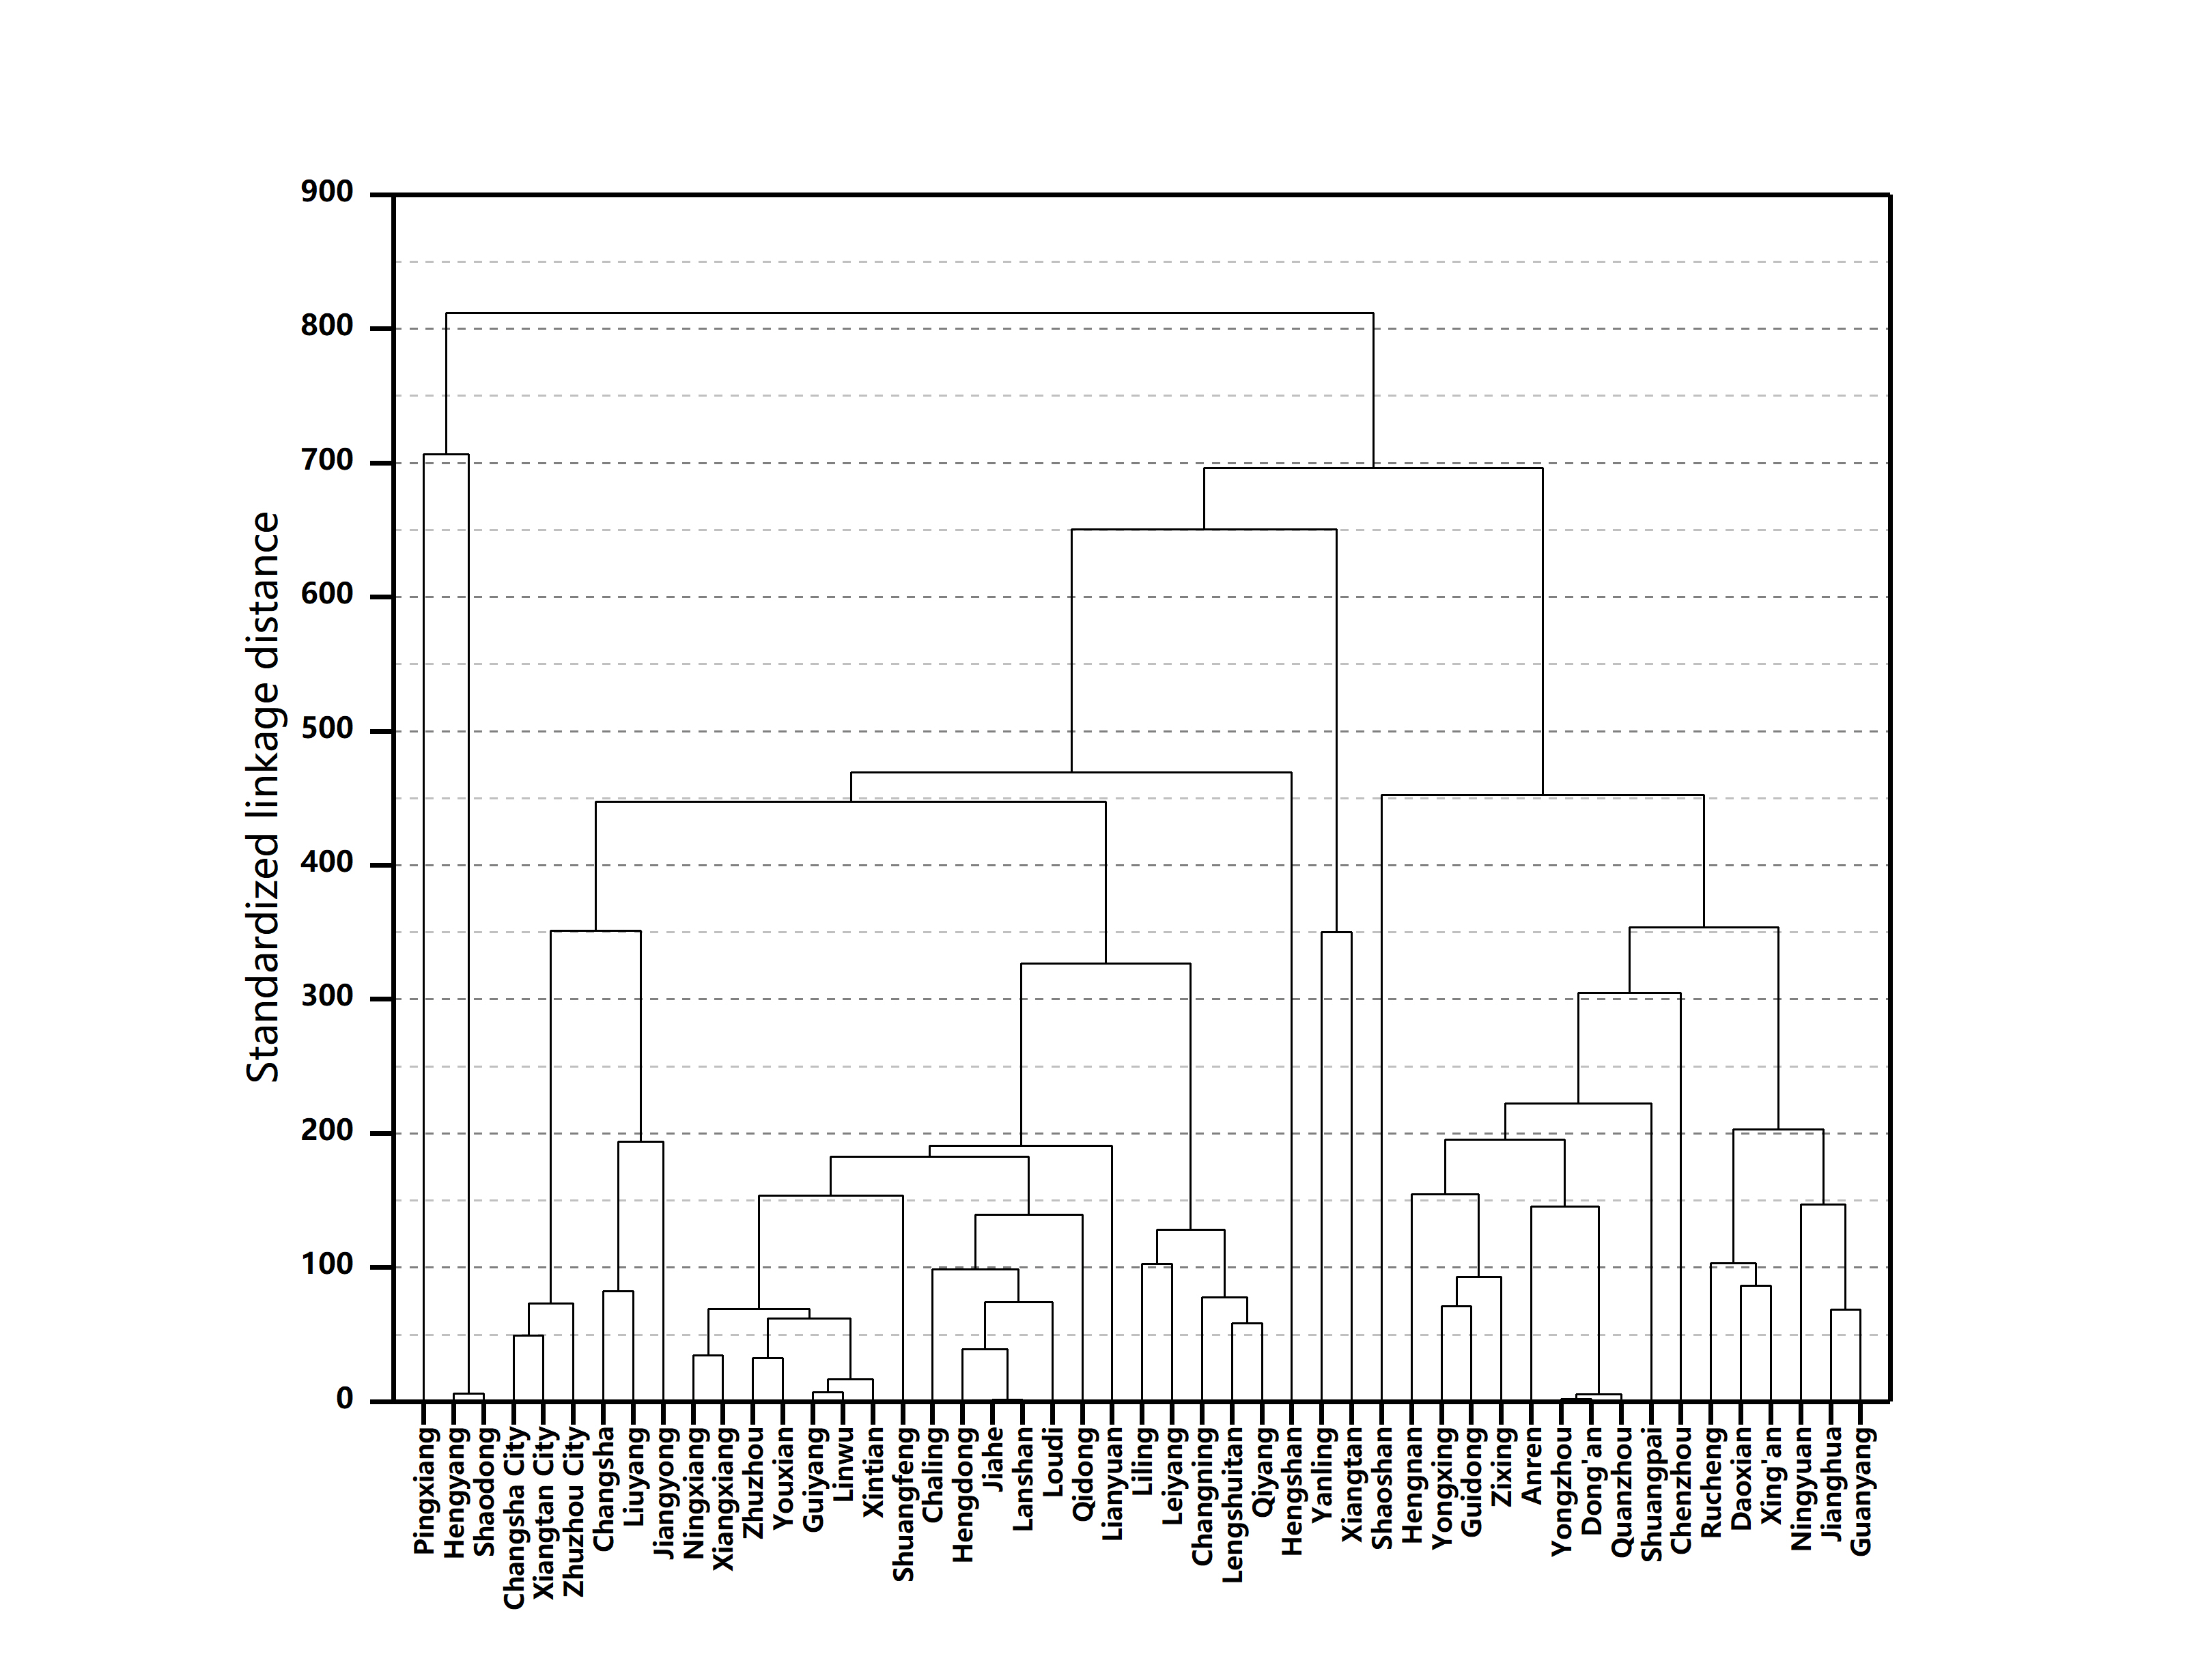 900
800
700
600
500
400
300
200
100
0
Standardized linkage distance
Pingxiang
Hengyang
Shaodong
Changsha City
Xiangtan City
Zhuzhou City
Changsha
Liuyang
Jiangyong
Ningxiang
Xiangxiang
Zhuzhou
Youxian
Guiyang
Linwu
Xintian
Shuangfeng
Chaling
Hengdong
Jiahe
Lanshan
Loudi
Qidong
Lianyuan
Liling
Leiyang
Changning
Lengshuitan
Qiyang
Hengshan
Yanling
Xiangtan
Shaoshan
Hengnan
Yongxing
Guidong
Zixing
Anren
Yongzhou
Dong'an
Quanzhou
Shuangpai
Chenzhou
Rucheng
Daoxian
Xing'an
Ningyuan
Jianghua
Guanyang